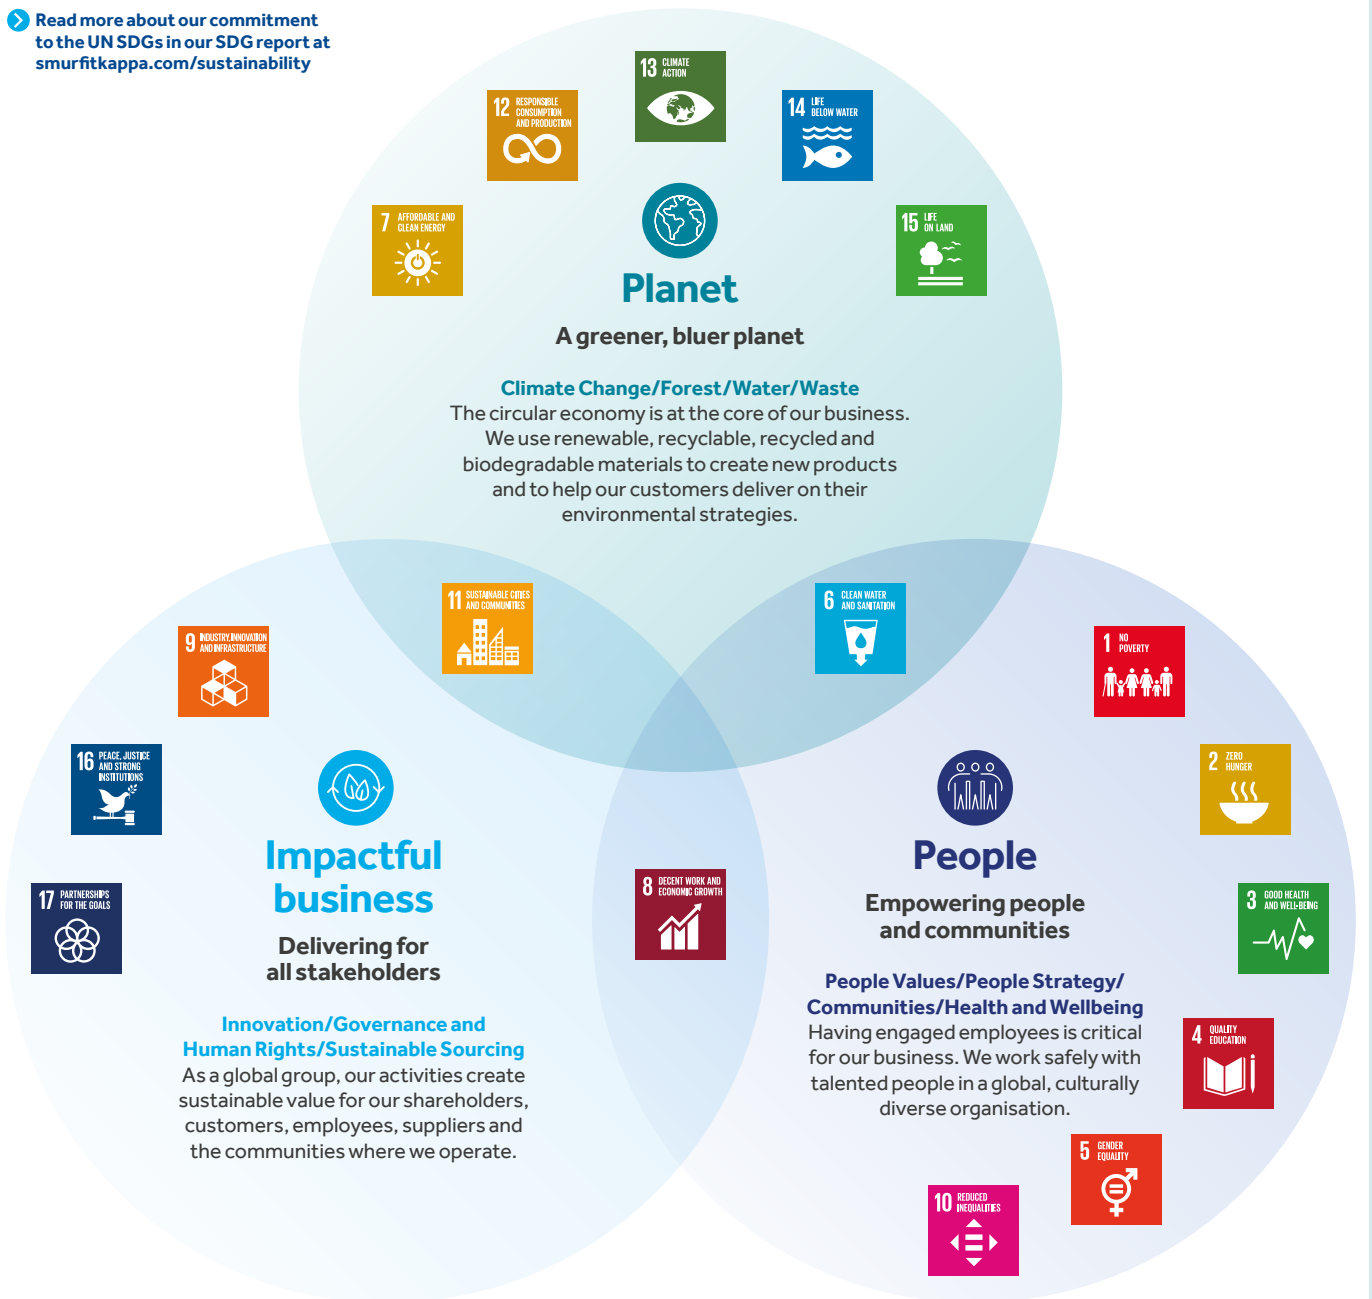 Read more about our commitment
to the UN SDGs in our SDG report at
smurfitkappa.com/sustainability
13 CLIMATE
ACTION
12 RESPONSIBLE
CONSUMPTION
AND PRODUCTION
14 LIFE
BELOW WATER
7 AFFORDABLE AND
CLEAN ENERGY
15 LIFE
ON LAND
Planet
A greener, bluer planet
Climate Change/Forest/Water/Waste
The circular economy is at the core of our business.
We use renewable, recyclable, recycled and
biodegradable materials to create new products
and to help our customers deliver on their
environmental strategies.
11 SUSTAINABLE CITIES
AND COMMUNITIES
6 CLEAN WATER
AND SANITATION
9 INDUSTRY, INNOVATION
AND INFRASTRUCTURE
16 PEACE, JUSTICE
AND STRONG
INSTITUTIONS
17 PARTNERSHIPS
FOR THE GOALS
Impactful
business
Delivering for
all stakeholders
Innovation/Governance and
Human Rights/Sustainable Sourcing
As a global group, our activities create
sustainable value for our shareholders,
customers, employees, suppliers and
the communities where we operate.
8 DECENT WORK AND
ECONOMIC GROWTH
1 NO
POVERTY
2 ZERO
HUNGER
3 GOOD HEALTH
AND WELL-BEING
People
Empowering people
and communities
People Values/People Strategy/
Communities/Health and Wellbeing
Having engaged employees is critical
for our business. We work safely with
talented people in a global, culturally
diverse organisation.
4 QUALITY
EDUCATION
5 GENDER
EQUALITY
10 REDUCED
INEQUALITIES